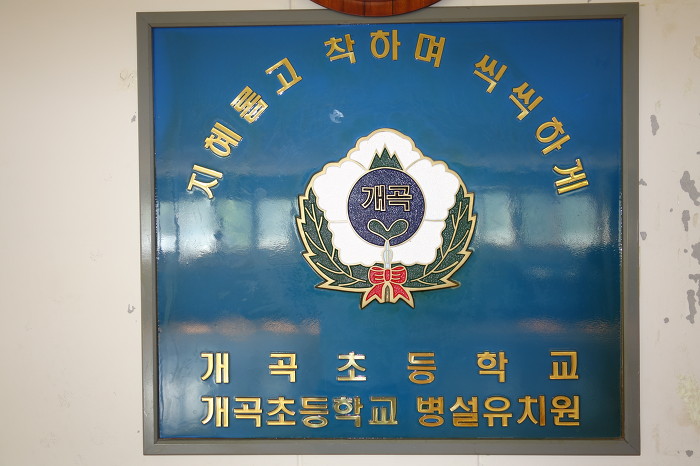 지혜롭고 착하며 씩씩하게
개곡
개곡초등학교
개곡초등학교 병설유치원